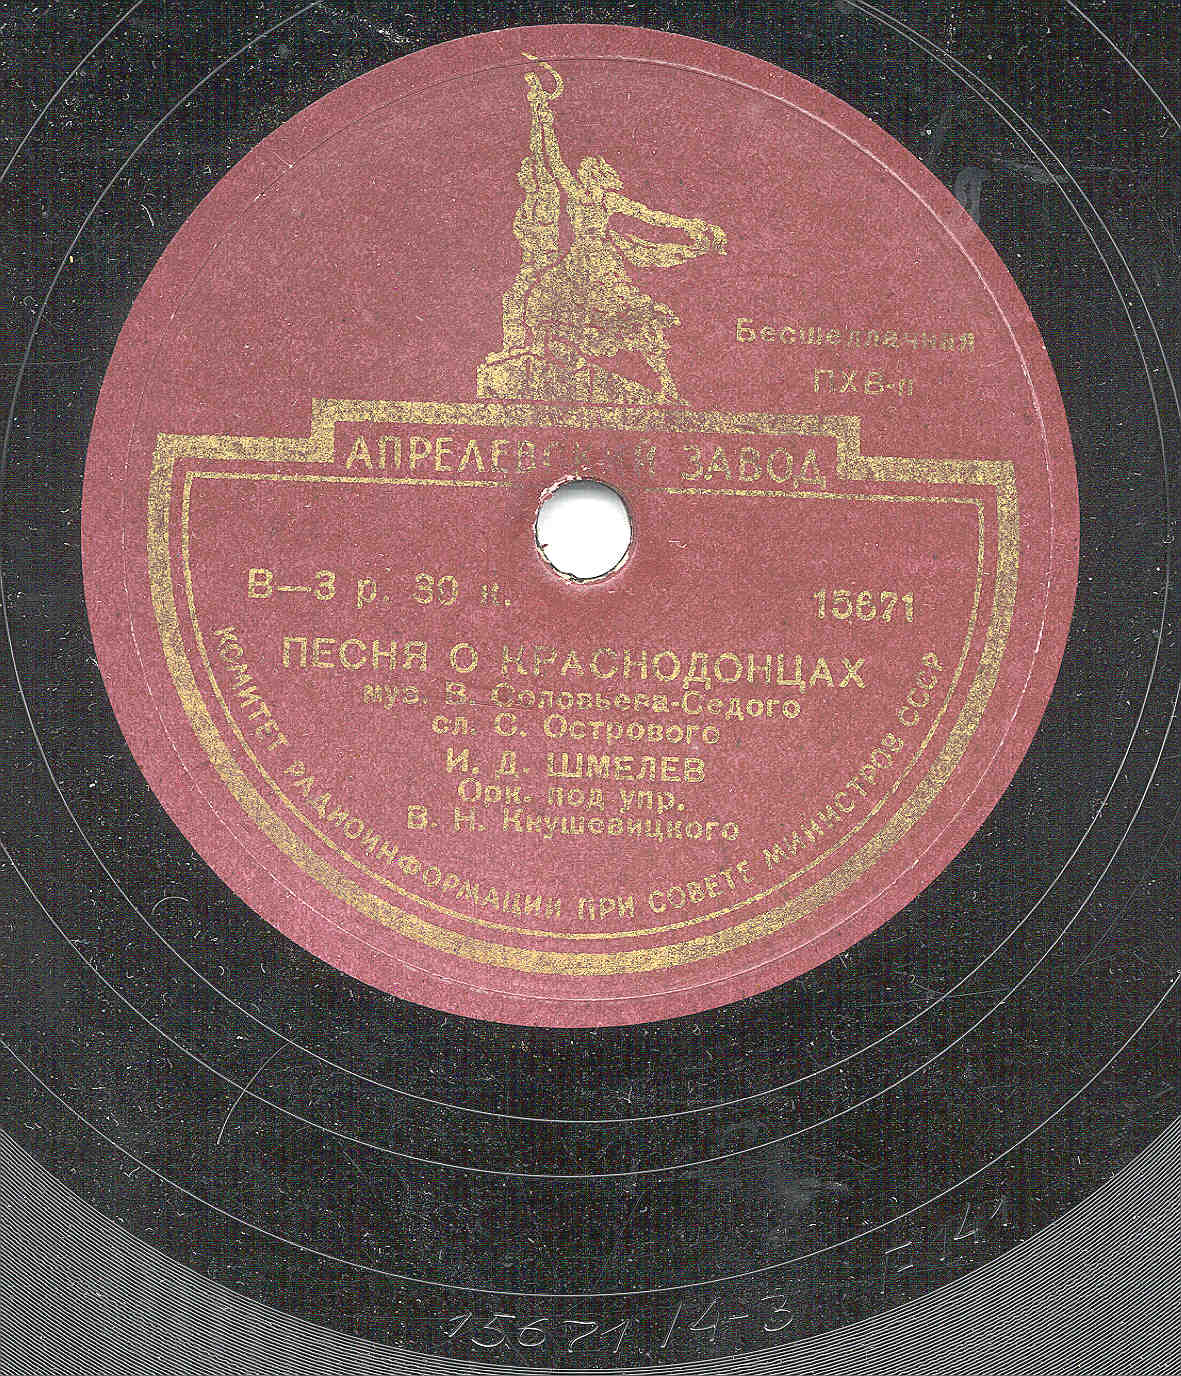 Бесшеллачная
ПХВ-п
АПРЕЛЕВСКИЙ ЗАВОД
В—3 р. 30 к.
15671
ПЕСНЯ О КРАСНОДОНЦАХ
муз. В. Соловьева-Седого
сл. С. Острового
И. Д. ШМЕЛЕВ
Орк. под упр.
В. Н. Кнушевицкого
КОМИТЕТ РАДИОИНФОРМАЦИИ ПРИ СОВЕТЕ МИНИСТРОВ СССР
15671 14-3